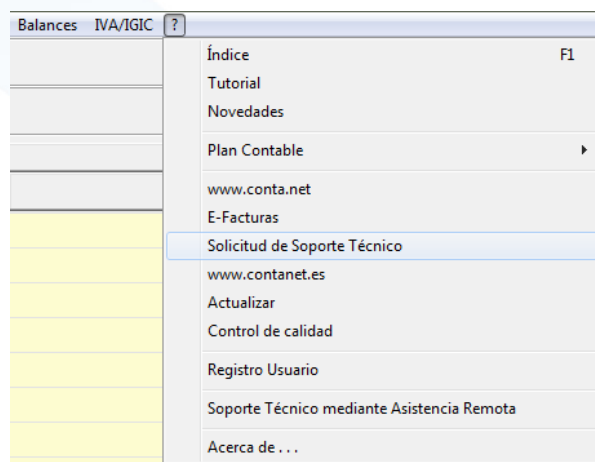 Balances IVA/IGIC ?
Índice F1
Tutorial
Novedades
Plan Contable
www.conta.net
E-Facturas
Solicitud de Soporte Técnico
www.contanet.es
Actualizar
Control de calidad
Registro Usuario
Soporte Técnico mediante Asistencia Remota
Acerca de . . .